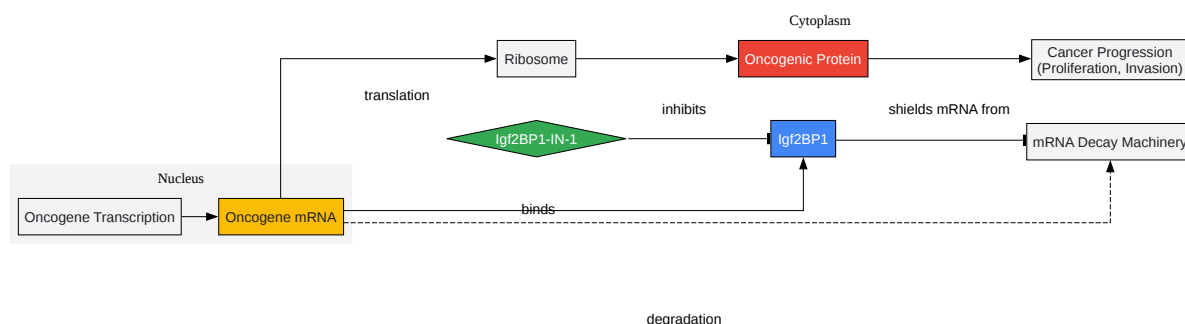 Cytoplasm
Ribosome
Oncogenic Protein
Cancer Progression
(Proliferation, Invasion)
translation
inhibits
shields mRNA from
Igf2BP1-IN-1
Igf2BP1
mRNA Decay Machinery
Nucleus
Oncogene Transcription
Oncogene mRNA
binds
degradation